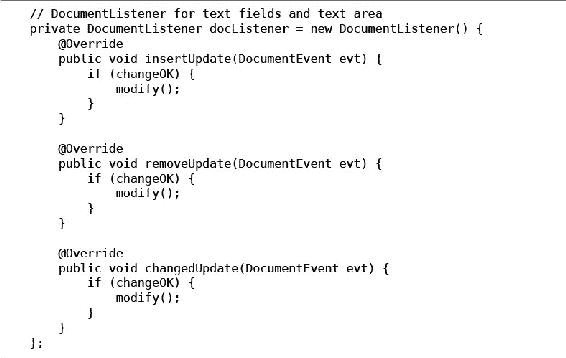 // DocumentListener for text fields and text area
private DocumentListener docListener = new DocumentListener() {
@Override
public void insertUpdate(DocumentEvent evt) {
if (changeOK) {
modify();
}
}
@Override
public void removeUpdate(DocumentEvent evt) {
if (changeOK) {
modify();
}
}
@Override
public void changedUpdate(DocumentEvent evt) {
if (changeOK) {
modify();
}
}
};